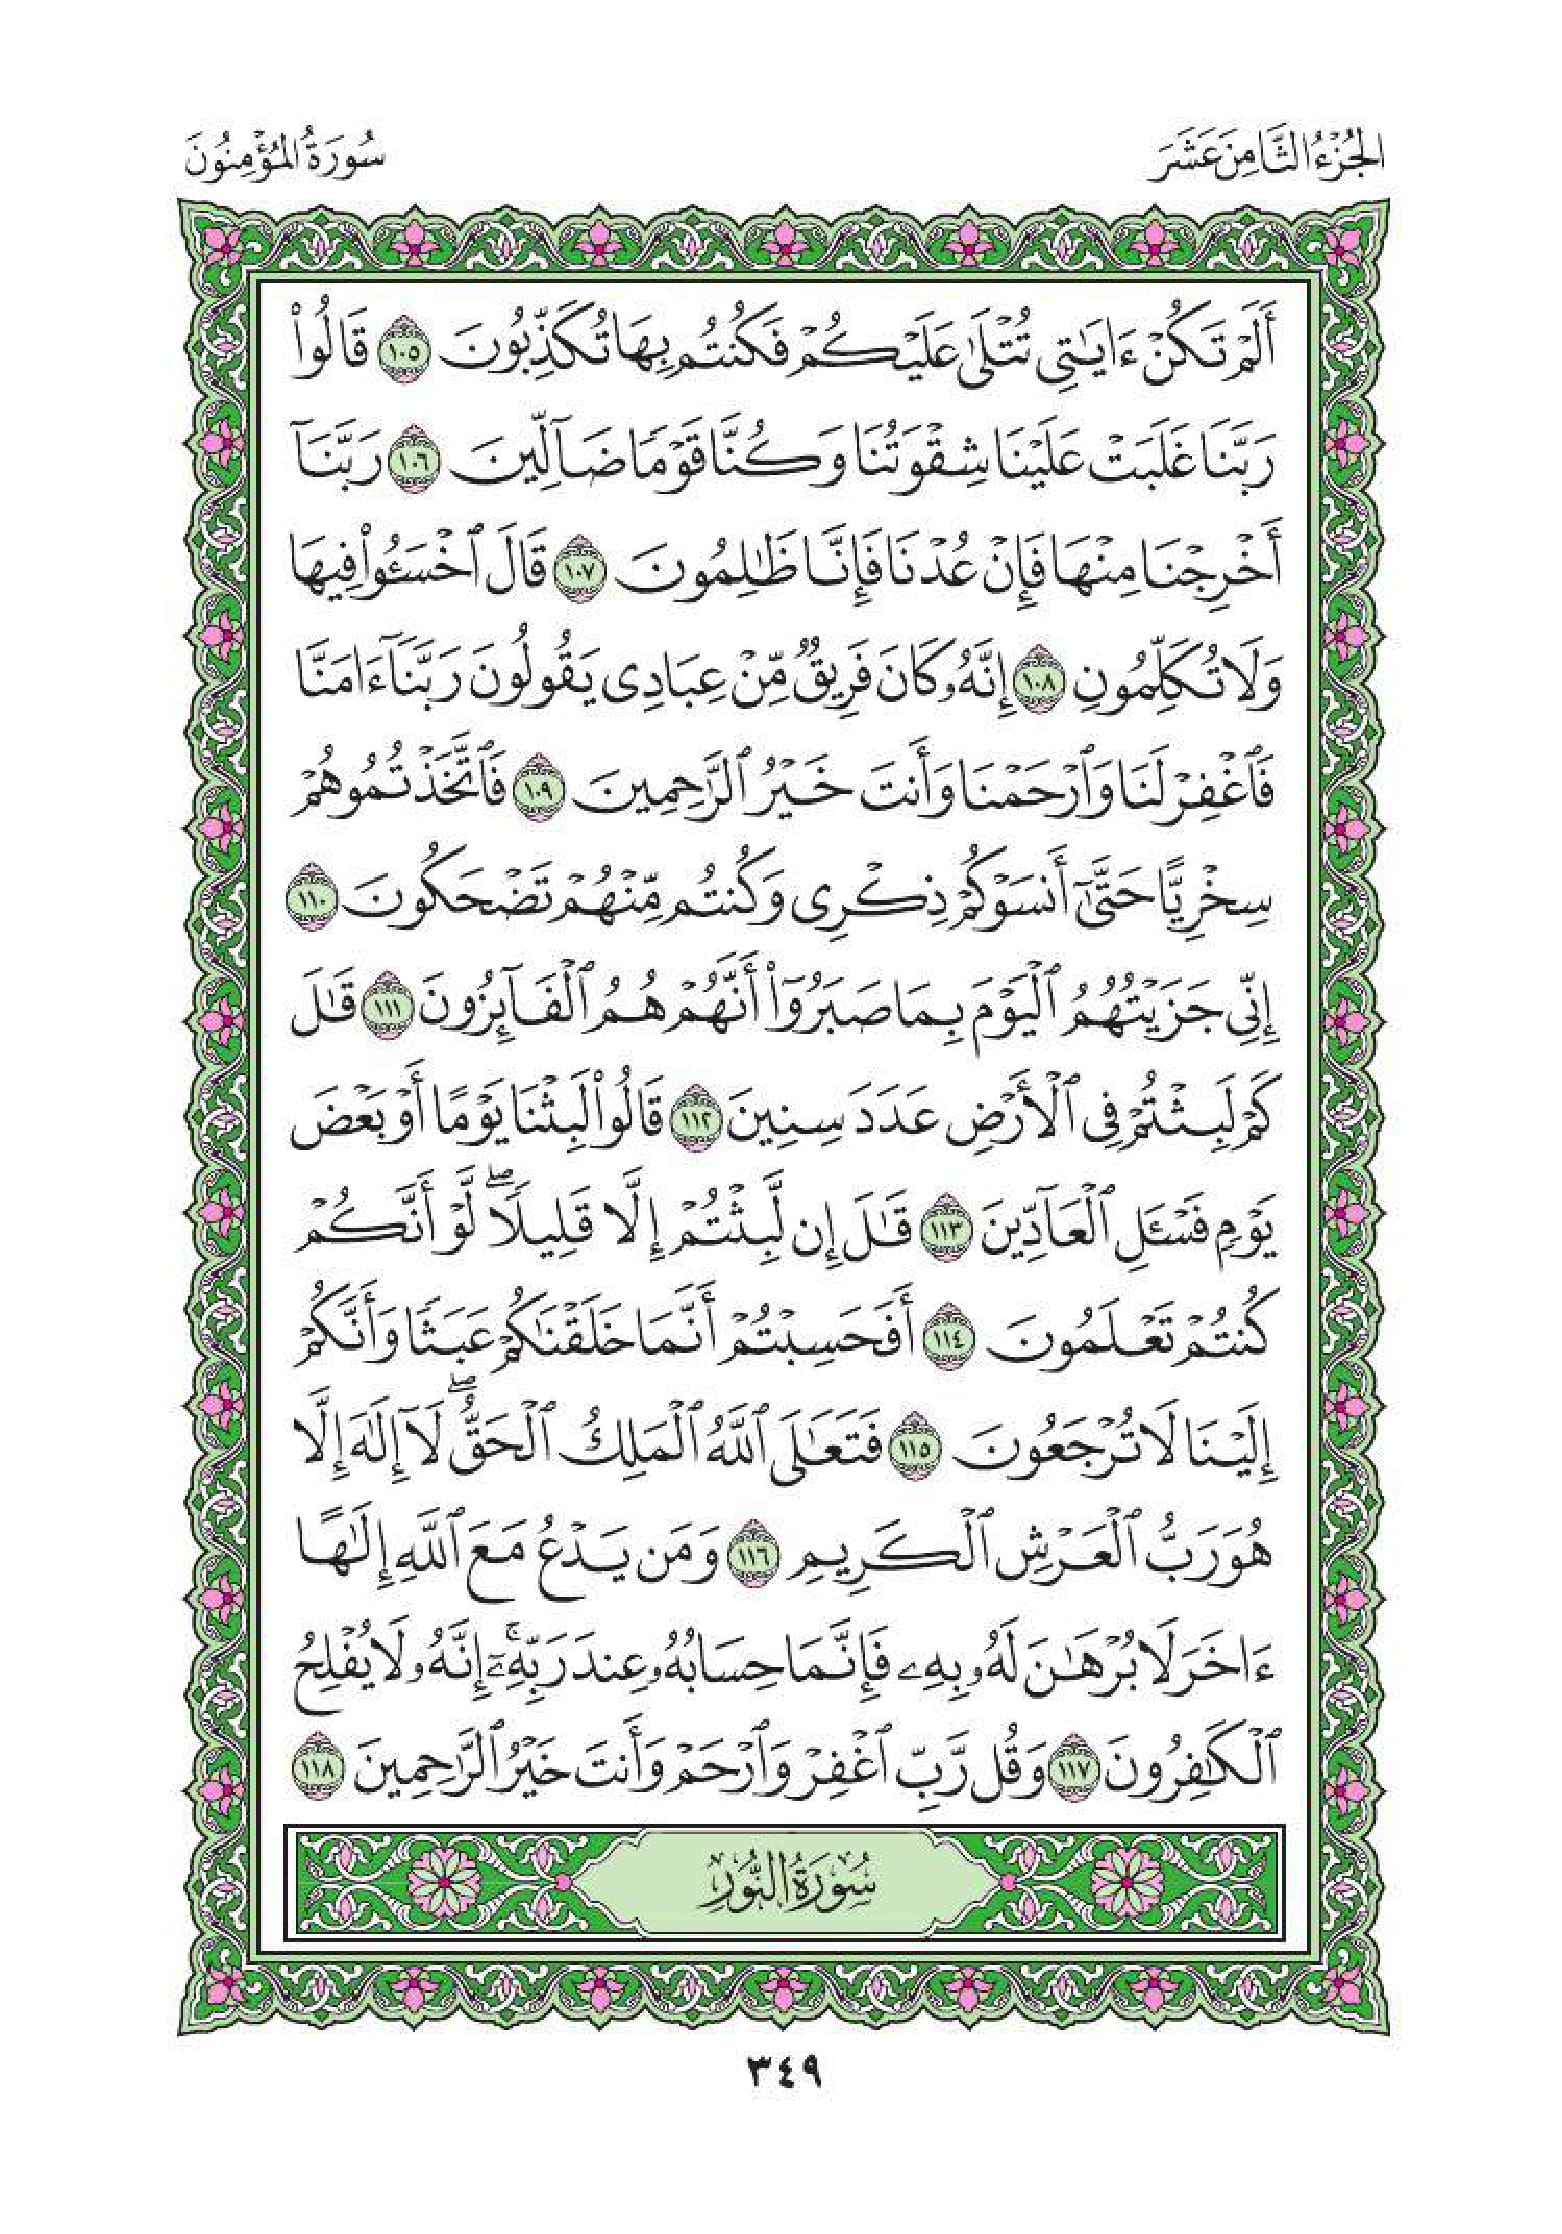 الجُزْءُ الثَّامِنَ عَشَرَ
سُورَةُ المُؤْمِنُونَ
أَلَمْ تَكُنْ ءَايَٰتِى تُتْلَىٰ عَلَيْكُمْ فَكُنتُم بِهَا تُكَذِّبُونَ ١٠٥ قَالُوا۟
رَبَّنَا غَلَبَتْ عَلَيْنَا شِقْوَتُنَا وَكُنَّا قَوْمًا ضَآلِّينَ ١٠٦ رَبَّنَآ
أَخْرِجْنَا مِنْهَا فَإِنْ عُدْنَا فَإِنَّا ظَٰلِمُونَ ١٠٧ قَالَ ٱخْسَـُٔوا۟ فِيهَا
وَلَا تُكَلِّمُونِ ١٠٨ إِنَّهُۥ كَانَ فَرِيقٌ مِّنْ عِبَادِى يَقُولُونَ رَبَّنَآ ءَامَنَّا
فَٱغْفِرْ لَنَا وَٱرْحَمْنَا وَأَنتَ خَيْرُ ٱلرَّٰحِمِينَ ١٠٩ فَٱتَّخَذْتُمُوهُمْ
سِخْرِيًّا حَتَّىٰٓ أَنسَوْكُمْ ذِكْرِى وَكُنتُم مِّنْهُمْ تَضْحَكُونَ ١١٠
إِنِّى جَزَيْتُهُمُ ٱلْيَوْمَ بِمَا صَبَرُوٓا۟ أَنَّهُمْ هُمُ ٱلْفَآئِزُونَ ١١١ قَٰلَ
كَمْ لَبِثْتُمْ فِى ٱلْأَرْضِ عَدَدَ سِنِينَ ١١٢ قَالُوا۟ لَبِثْنَا يَوْمًا أَوْ بَعْضَ
يَوْمٍ فَسْـَٔلِ ٱلْعَآدِّينَ ١١٣ قَٰلَ إِن لَّبِثْتُمْ إِلَّا قَلِيلًا ۖ لَّوْ أَنَّكُمْ
كُنتُمْ تَعْلَمُونَ ١١٤ أَفَحَسِبْتُمْ أَنَّمَا خَلَقْنَٰكُمْ عَبَثًا وَأَنَّكُمْ
إِلَيْنَا لَا تُرْجَعُونَ ١١٥ فَتَعَٰلَى ٱللَّهُ ٱلْمَلِكُ ٱلْحَقُّ ۖ لَآ إِلَٰهَ إِلَّا
هُوَ رَبُّ ٱلْعَرْشِ ٱلْكَرِيمِ ١١٦ وَمَن يَدْعُ مَعَ ٱللَّهِ إِلَٰهًا
ءَاخَرَ لَا بُرْهَٰنَ لَهُۥ بِهِۦ فَإِنَّمَا حِسَابُهُۥ عِندَ رَبِّهِۦٓ ۚ إِنَّهُۥ لَا يُفْلِحُ
ٱلْكَٰفِرُونَ ١١٧ وَقُل رَّبِّ ٱغْفِرْ وَٱرْحَمْ وَأَنتَ خَيْرُ ٱلرَّٰحِمِينَ ١١٨
سُورَةُ النُّورِ
٣٤٩